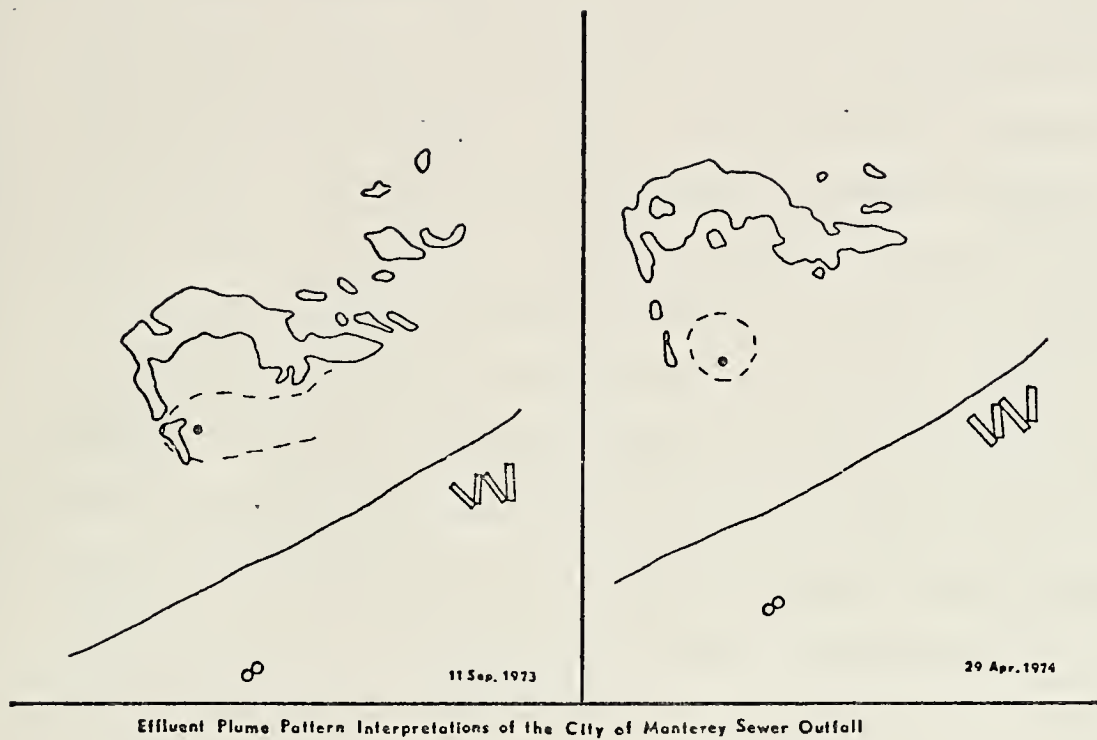 11 Sep. 1973
29 Apr. 1974
Effluent Plume Pattern Interpretations of the City of Monterey Sewer Outfall